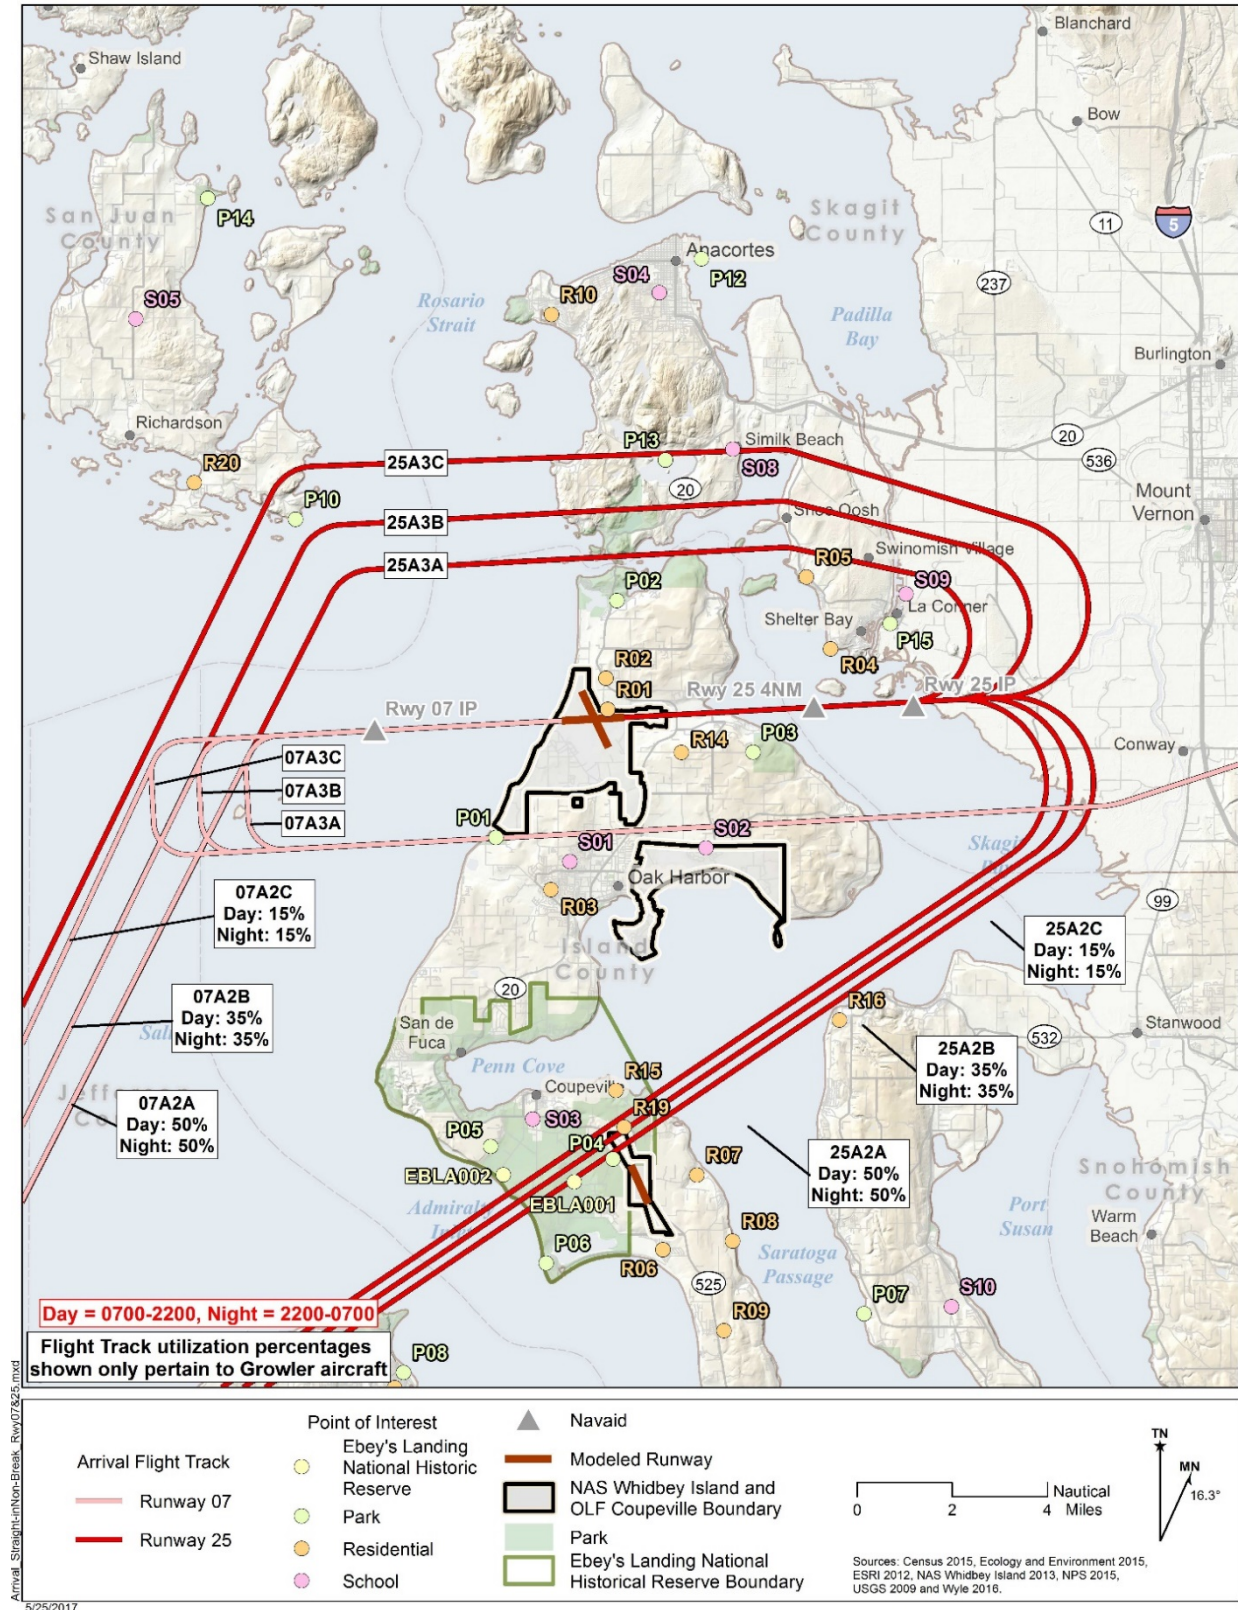 Blanchard
Shaw Island
Bow
P14
San Juan
County
Skagit
County
11
5
Anacortes
S04
P12
237
S05
R10
Rosario
Strait
Padilla
Bay
Burlington
Richardson
P13
Similk Beach
20
R20
25A3C
S08
536
20
Mount
Vernon
P10
25A3B
25A3A
Swinomish Village
R05
S09
P02
La Conner
Shelter Bay
P15
R02
R04
R01
Rwy 25 4NM
Rwy 25 IP
Rwy 07 IP
R14
P03
Conway
07A3C
07A3B
07A3A
P01
S01
S02
Skagit
Oak Harbor
07A2C
Day: 15%
Night: 15%
R03
99
Island
County
25A2C
Day: 15%
Night: 15%
20
07A2B
Day: 35%
Night: 35%
R16
San de
Fuca
Stanwood
532
25A2B
Day: 35%
Night: 35%
Penn Cove
Coupeville
R15
07A2A
Day: 50%
Night: 50%
S03
R19
P05
P04
25A2A
Day: 50%
Night: 50%
EBLA002
R07
EBLA001
Snohomish
County
Admiralty
Inlet
Port
Susan
Warm
Beach
R08
P06
R06
Saratoga
Passage
525
P07
S10
R09
Day = 0700-2200, Night = 2200-0700
Flight Track utilization percentages
shown only pertain to Growler aircraft
P08
Arrival_Straight-inNon-Break_Rwy07&25.mxd
5/25/2017
Arrival Flight Track
Runway 07
Runway 25
Point of Interest
Ebey's Landing
National Historic
Reserve
Park
Residential
School
Navaid
Modeled Runway
NAS Whidbey Island and
OLF Coupeville Boundary
Park
Ebey's Landing National
Historical Reserve Boundary
0 2 4
Nautical
Miles
TN
MN
16.3°
Sources: Census 2015, Ecology and Environment 2015,
ESRI 2012, NAS Whidbey Island 2013, NPS 2015,
USGS 2009 and Wyle 2016.